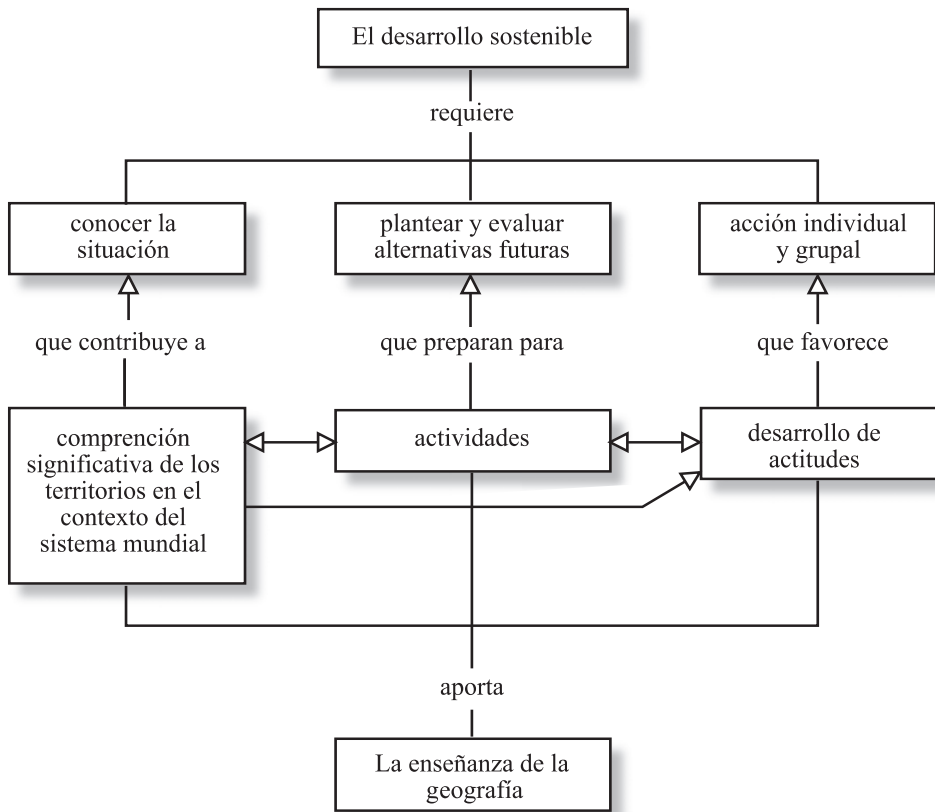 El desarrollo sostenible
requiere
conocer la
situación
plantear y evaluar
alternativas futuras
acción individual
y grupal
que contribuye a
que preparan para
que favorece
comprención
significativa de los
territorios en el
contexto del
sistema mundial
actividades
desarrollo de
actitudes
aporta
La enseñanza de la
geografía